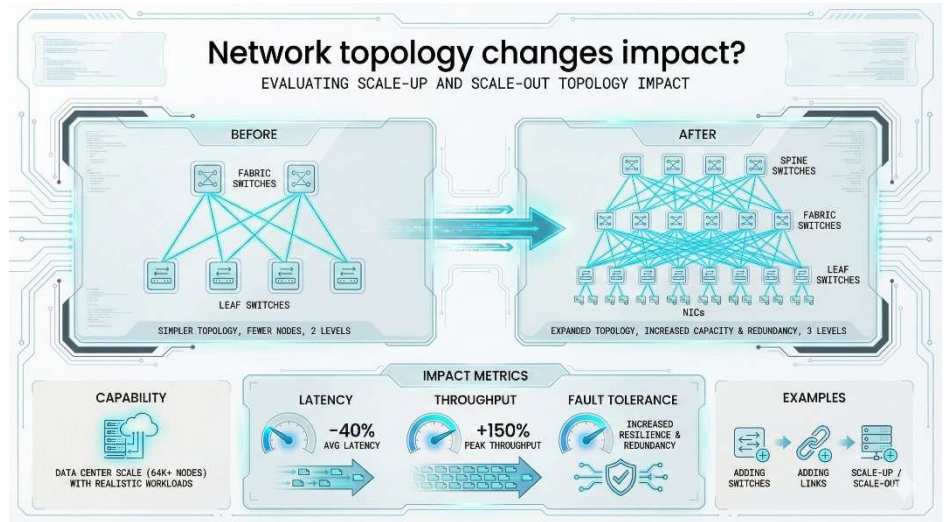 Network topology changes impact?
EVALUATING SCALE-UP AND SCALE-OUT TOPOLOGY IMPACT
BEFORE
FABRIC
SWITCHES
LEAF SWITCHES
SIMPLER TOPOLOGY, FEWER NODES, 2 LEVELS
AFTER
SPINE
SWITCHES
FABRIC
SWITCHES
LEAF
SWITCHES
NICs
EXPANDED TOPOLOGY, INCREASED CAPACITY & REDUNDANCY, 3 LEVELS
CAPABILITY
DATA CENTER SCALE (64K+ NODES)
WITH REALISTIC WORKLOADS
IMPACT METRICS
LATENCY
-40%
AVG LATENCY
THROUGHPUT
+150%
PEAK THROUGHPUT
FAULT TOLERANCE
INCREASED
RESILIENCE &
REDUNDANCY
EXAMPLES
ADDING
SWITCHES
ADDING
LINKS
SCALE-UP /
SCALE-OUT